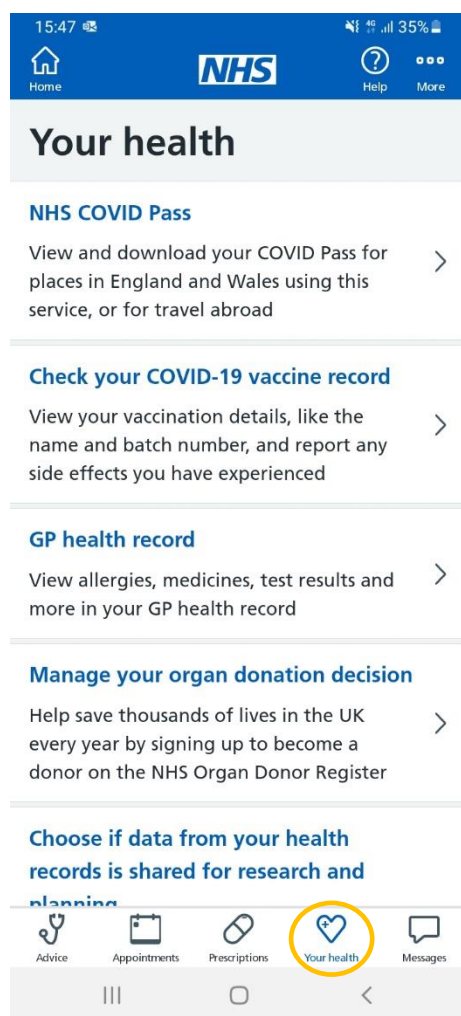 15:47 4G 35%
Home NHS Help More
Your health
NHS COVID Pass
View and download your COVID Pass for
places in England and Wales using this
service, or for travel abroad
Check your COVID-19 vaccine record
View your vaccination details, like the
name and batch number, and report any
side effects you have experienced
GP health record
View allergies, medicines, test results and
more in your GP health record
Manage your organ donation decision
Help save thousands of lives in the UK
every year by signing up to become a
donor on the NHS Organ Donor Register
Choose if data from your health
records is shared for research and
planning
Advice Appointments Prescriptions Your health Messages